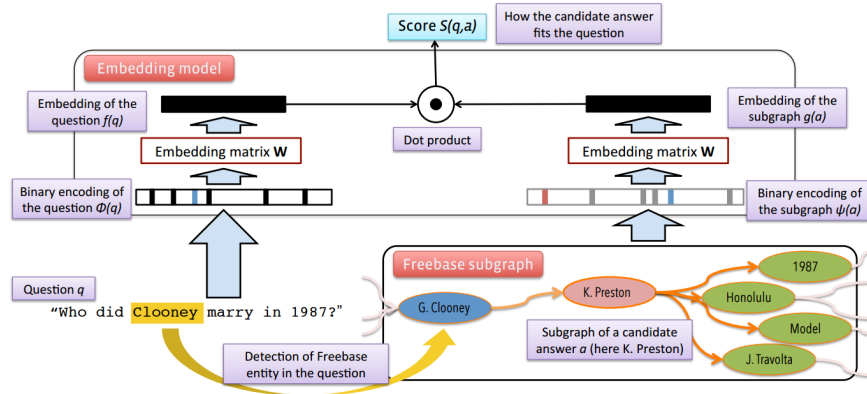 Score S(q,a)
How the candidate answer
fits the question
Embedding model
Embedding of the
question f(q)
Embedding of the
subgraph g(a)
Dot product
Embedding matrix W
Embedding matrix W
Binary encoding of
the question Φ(q)
Binary encoding of
the subgraph ψ(a)
Freebase subgraph
Question q
“Who did Clooney marry in 1987?”
G. Clooney
K. Preston
1987
Honolulu
Model
J. Travolta
Subgraph of a candidate
answer a (here K. Preston)
Detection of Freebase
entity in the question